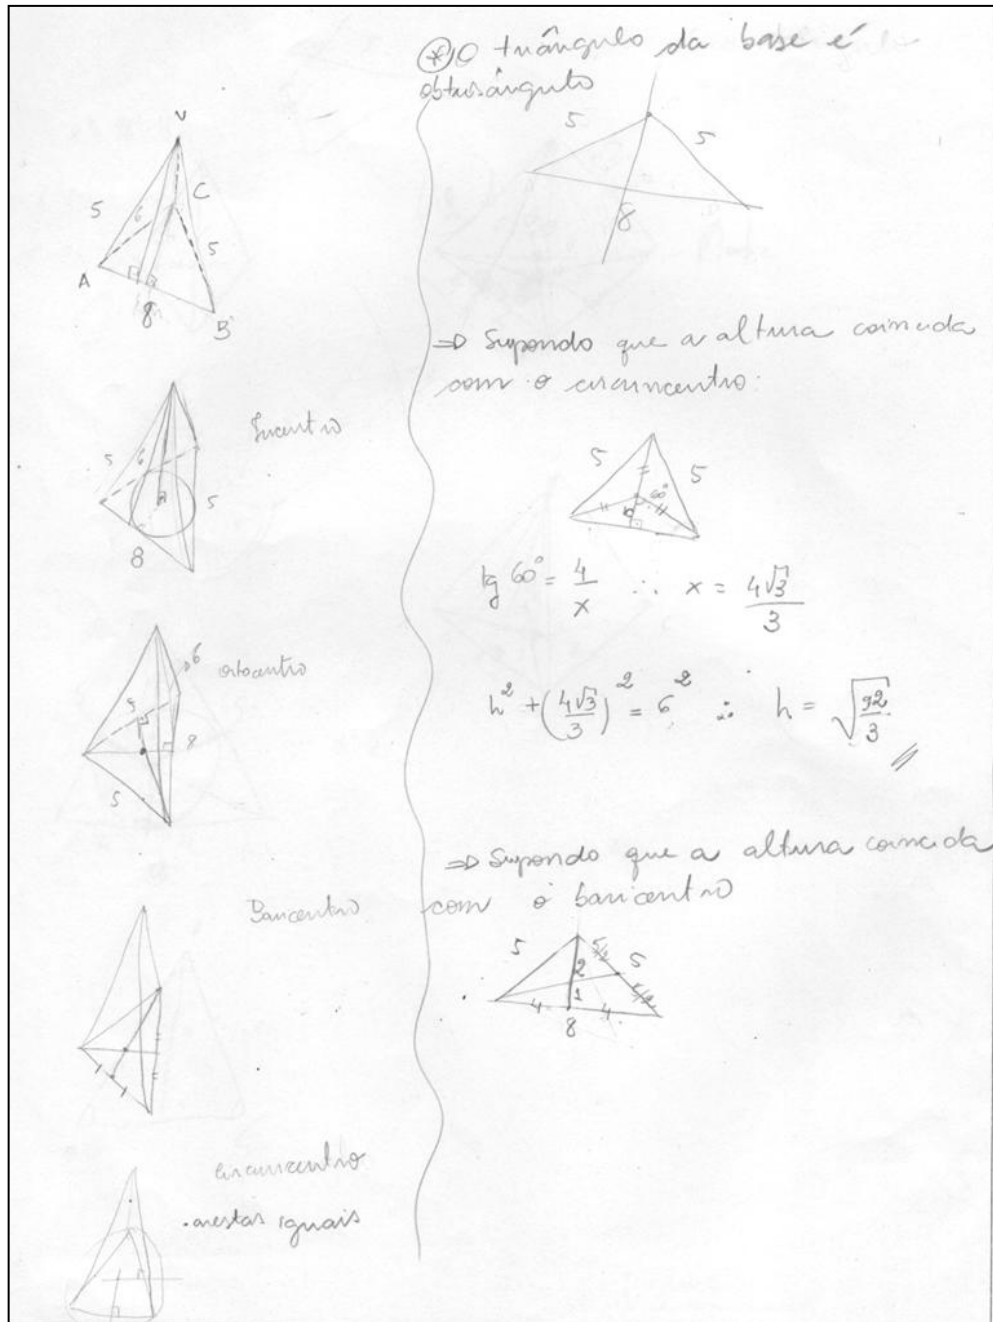 V
5
6
C
5
A
8
B
Incentro
5
6
5
8
ortocentro
6
5
8
5
Baricentro
circuncentro
.arestas iguais
(*) O triângulo da base é
obtusângulo
5
5
8
⇒ Supondo que a altura coincida
com o circuncentro:
5
5
60°
tg 60° = 4/x ∴ x = 4√3/3
h² + (4√3/3)² = 6² ∴ h = √(92/3)
⇒ Supondo que a altura coincida
com o baricentro
5
5/2
5
2
1
4
4
8